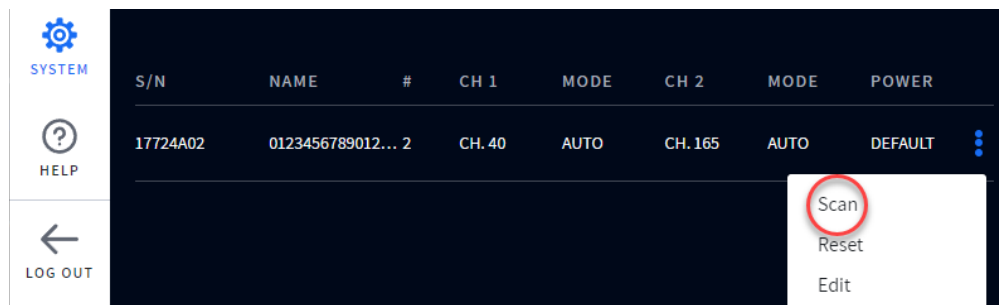 SYSTEM
S/N NAME # CH 1 MODE CH 2 MODE POWER
17724A02 0123456789012... 2 CH. 40 AUTO CH. 165 AUTO DEFAULT
HELP
Scan
Reset
LOG OUT
Edit